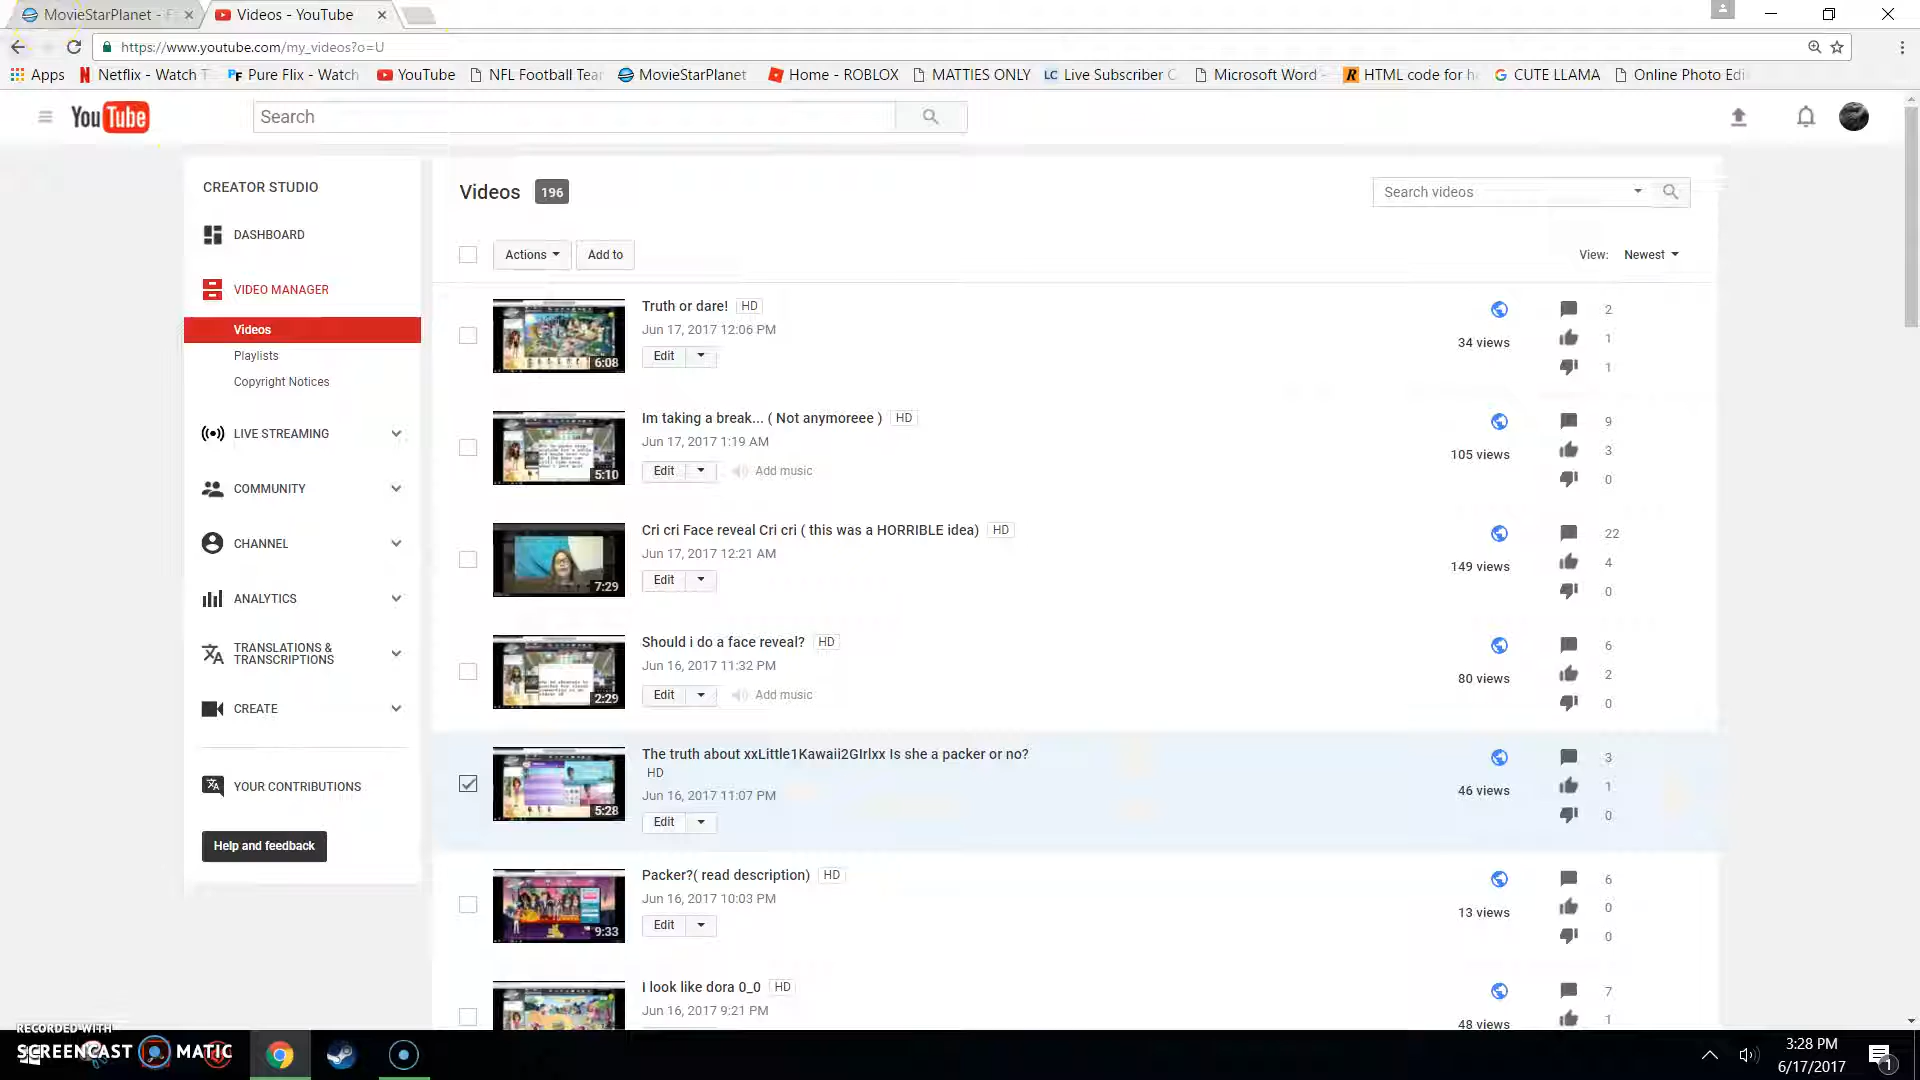 MovieStarPlanet - F
Videos - YouTube
https://www.youtube.com/my_videos?o=U
Apps
Netflix - Watch T
Pure Flix - Watch
YouTube
NFL Football Tea
MovieStarPlanet
Home - ROBLOX
MATTIES ONLY
LC Live Subscriber C
Microsoft Word -
HTML code for h
CUTE LLAMA
Online Photo Edi
YouTube
Search
CREATOR STUDIO
DASHBOARD
VIDEO MANAGER
Videos
Playlists
Copyright Notices
LIVE STREAMING
COMMUNITY
CHANNEL
ANALYTICS
TRANSLATIONS &
TRANSCRIPTIONS
CREATE
YOUR CONTRIBUTIONS
Help and feedback
Videos 196
Search videos
Actions
Add to
View: Newest
Truth or dare! HD
Jun 17, 2017 12:06 PM
Edit
6:08
34 views
2
1
1
Im taking a break... ( Not anymoreee ) HD
Jun 17, 2017 1:19 AM
Edit
Add music
5:10
105 views
9
3
0
Cri cri Face reveal Cri cri ( this was a HORRIBLE idea) HD
Jun 17, 2017 12:21 AM
Edit
7:29
149 views
22
4
0
Should i do a face reveal? HD
Jun 16, 2017 11:32 PM
Edit
Add music
2:29
80 views
6
2
0
The truth about xxLittle1Kawaii2GIrlxx Is she a packer or no?
HD
Jun 16, 2017 11:07 PM
Edit
5:28
46 views
3
1
0
Packer?( read description) HD
Jun 16, 2017 10:03 PM
Edit
9:33
13 views
6
0
0
I look like dora 0_0 HD
Jun 16, 2017 9:21 PM
48 views
7
1
RECORDED WITH
SCREENCAST MATIC
3:28 PM
6/17/2017
1